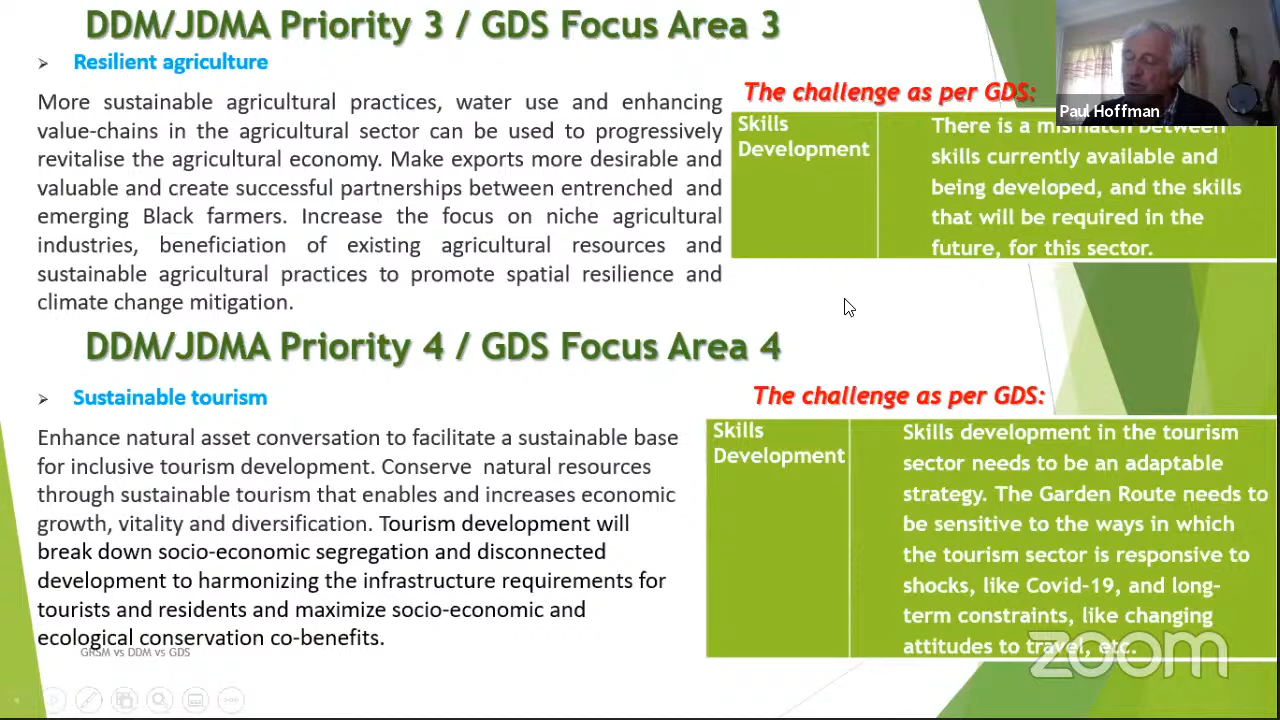 DDM/JDMA Priority 3 / GDS Focus Area 3
Resilient agriculture
More sustainable agricultural practices, water use and enhancing
value-chains in the agricultural sector can be used to progressively
revitalise the agricultural economy. Make exports more desirable and
valuable and create successful partnerships between entrenched and
emerging Black farmers. Increase the focus on niche agricultural
industries, beneficiation of existing agricultural resources and
sustainable agricultural practices to promote spatial resilience and
climate change mitigation.
The challenge as per GDS:
Skills
Development
There is a mismatch between
skills currently available and
being developed, and the skills
that will be required in the
future, for this sector.
Paul Hoffman
DDM/JDMA Priority 4 / GDS Focus Area 4
Sustainable tourism
Enhance natural asset conversation to facilitate a sustainable base
for inclusive tourism development. Conserve natural resources
through sustainable tourism that enables and increases economic
growth, vitality and diversification. Tourism development will
break down socio-economic segregation and disconnected
development to harmonizing the infrastructure requirements for
tourists and residents and maximize socio-economic and
ecological conservation co-benefits.
The challenge as per GDS:
Skills
Development
Skills development in the tourism
sector needs to be an adaptable
strategy. The Garden Route needs to
be sensitive to the ways in which
the tourism sector is responsive to
shocks, like Covid-19, and long-
term constraints, like changing
attitudes to travel, etc.
GRSM vs DDM vs GDS
zoom